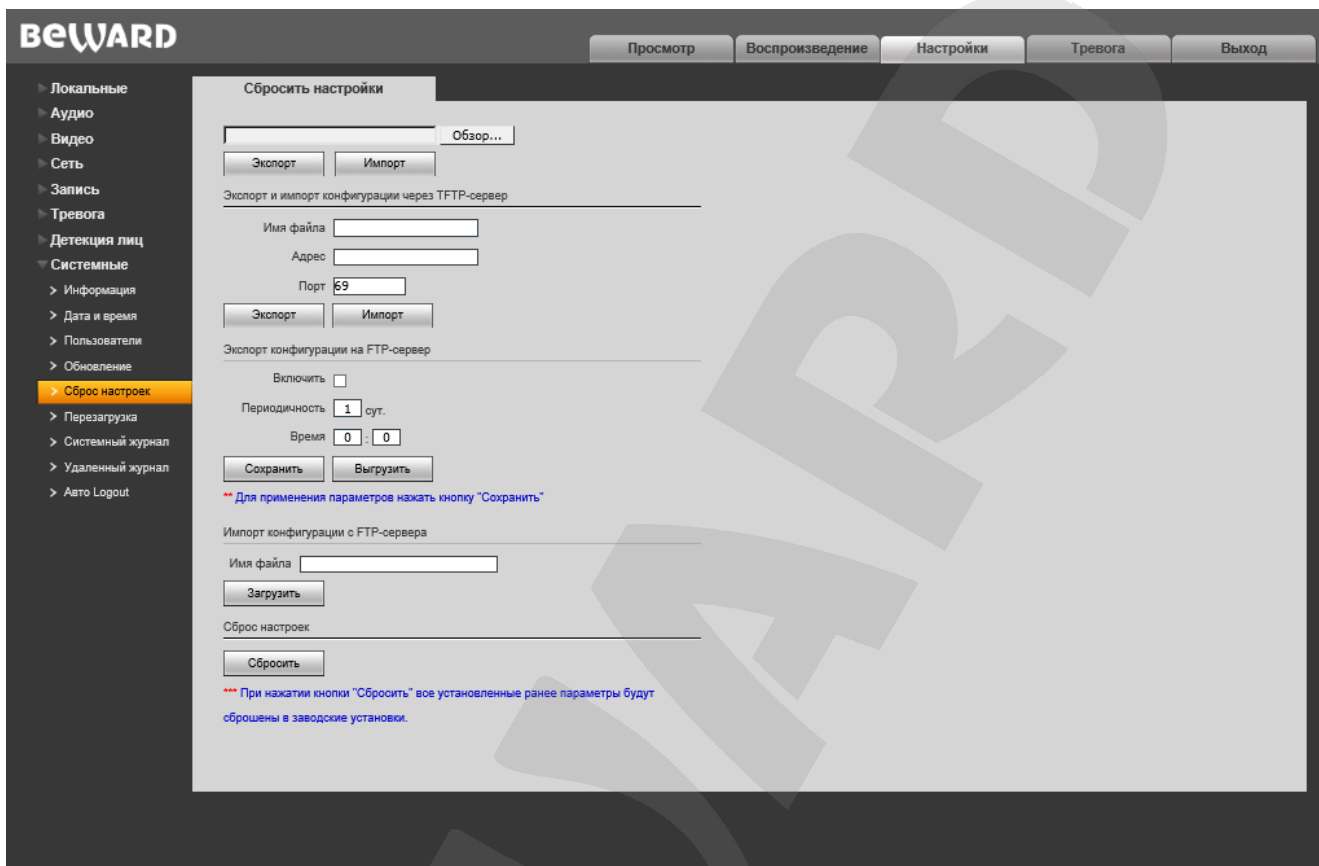 BEWARD
Просмотр Воспроизведение Настройки Тревога Выход
Локальные
Аудио
Видео
Сеть
Запись
Тревога
Детекция лиц
Системные
> Информация
> Дата и время
> Пользователи
> Обновление
> Сброс настроек
> Перезагрузка
> Системный журнал
> Удаленный журнал
> Авто Logout
Сбросить настройки
Обзор...
Экспорт Импорт
Экспорт и импорт конфигурации через TFTP-сервер
Имя файла
Адрес
Порт 69
Экспорт Импорт
Экспорт конфигурации на FTP-сервер
Включить
Периодичность 1 сут.
Время 0 : 0
Сохранить Выгрузить
** Для применения параметров нажать кнопку "Сохранить"
Импорт конфигурации с FTP-сервера
Имя файла
Загрузить
Сброс настроек
Сбросить
*** При нажатии кнопки "Сбросить" все установленные ранее параметры будут
сброшены в заводские установки.